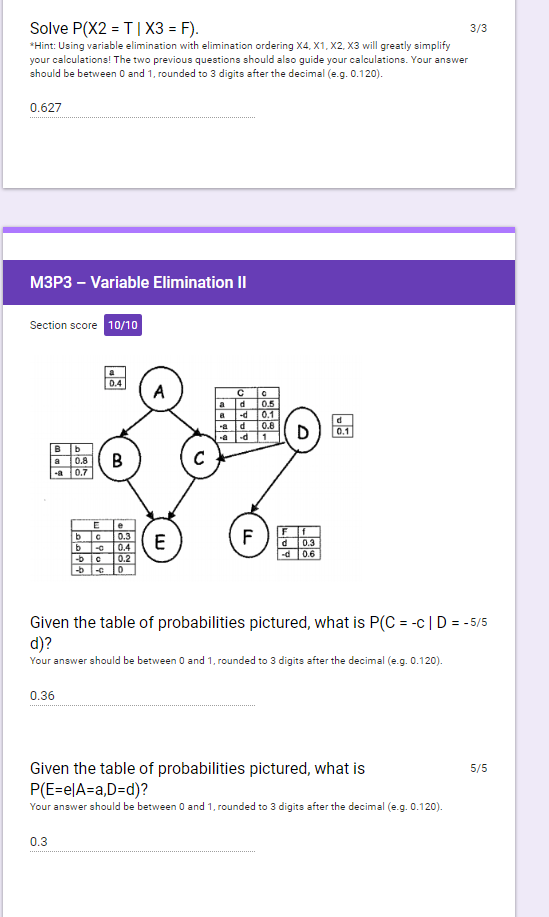 Solve P(X2 = T | X3 = F).
3/3
*Hint: Using variable elimination with elimination ordering X4, X1, X2, X3 will greatly simplify
your calculations! The two previous questions should also guide your calculations. Your answer
should be between 0 and 1, rounded to 3 digits after the decimal (e.g. 0.120).
0.627
M3P3 – Variable Elimination II
Section score 10/10
a
0.4
A
C c
a d 0.5
a -d 0.1
-a d 0.8
-a -d 1
D
d
0.1
B b
a 0.8
-a 0.7
B
C
E e
b c 0.3
b -c 0.4
-b c 0.2
-b -c 0
E
F
F f
d 0.3
-d 0.6
Given the table of probabilities pictured, what is P(C = -c | D = - 5/5
d)?
Your answer should be between 0 and 1, rounded to 3 digits after the decimal (e.g. 0.120).
0.36
Given the table of probabilities pictured, what is
5/5
P(E=e|A=a,D=d)?
Your answer should be between 0 and 1, rounded to 3 digits after the decimal (e.g. 0.120).
0.3